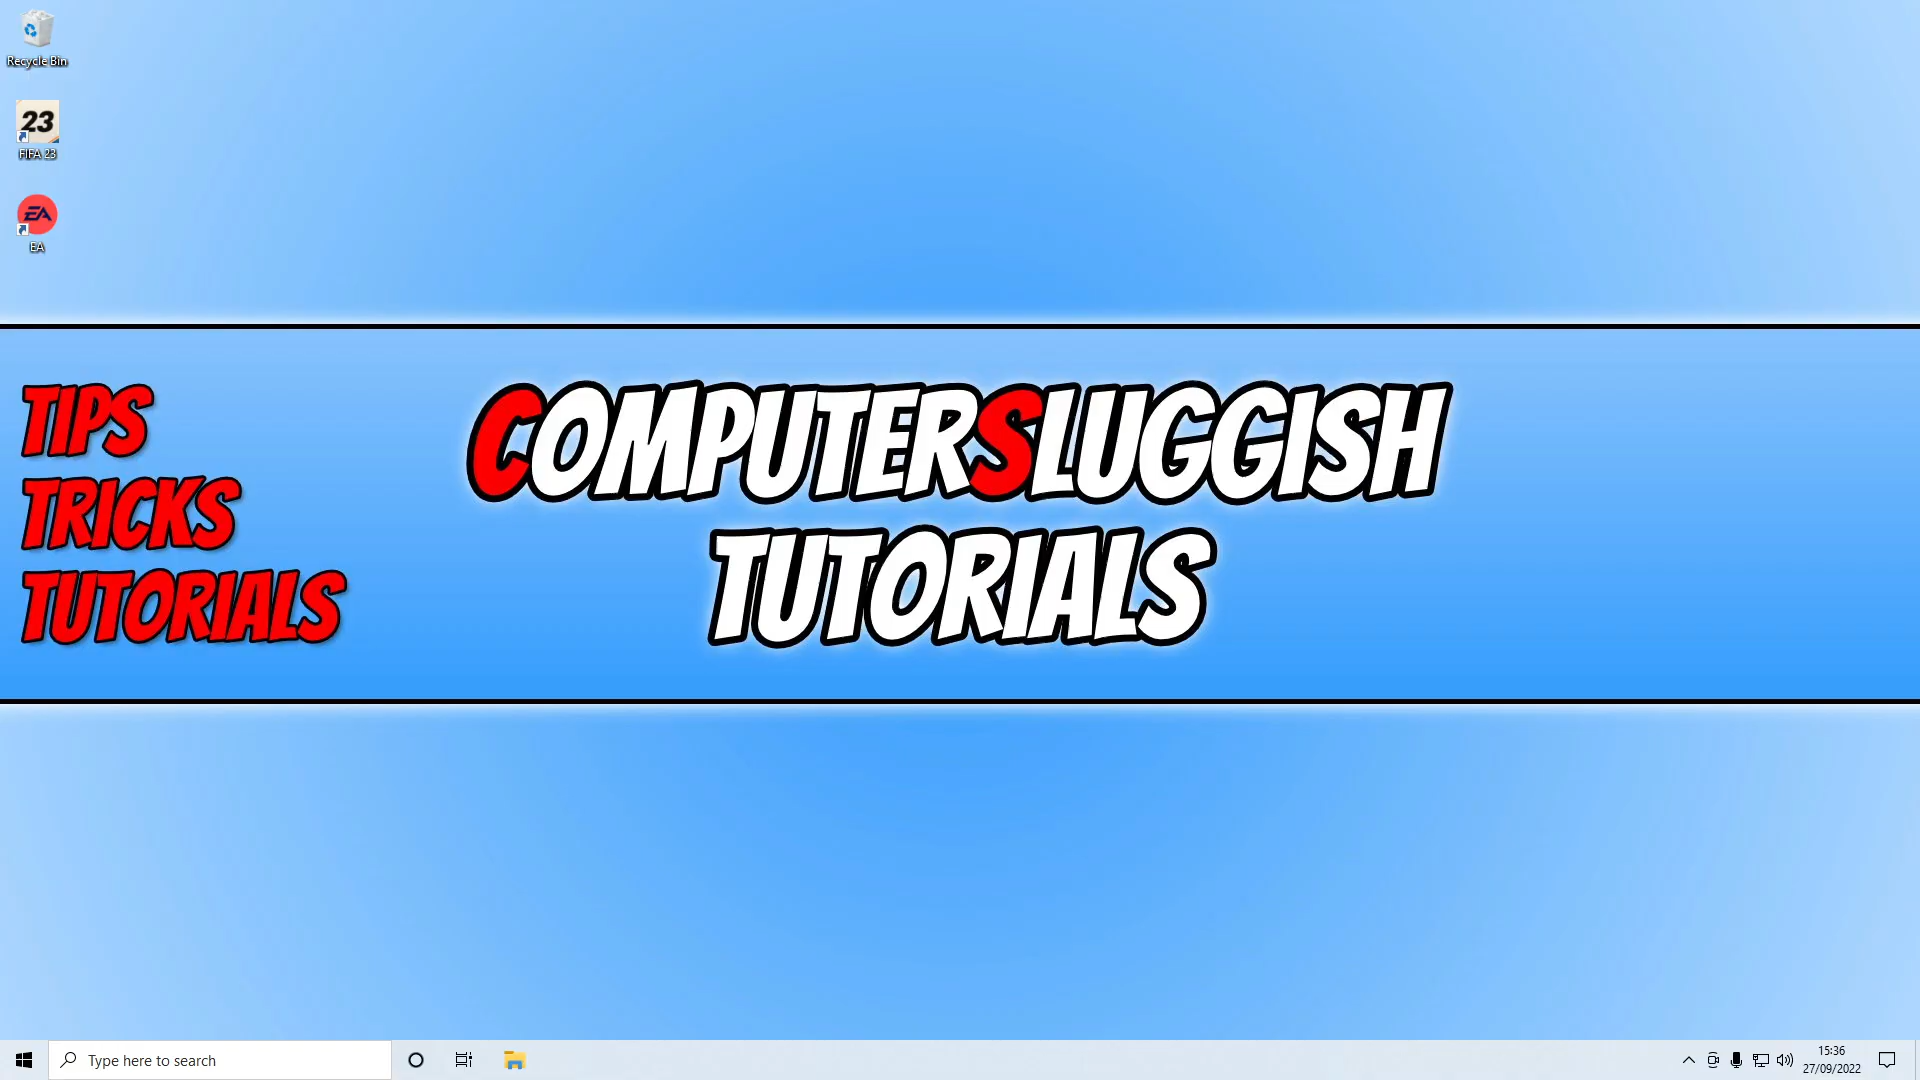 Recycle Bin
23
FIFA 23
EA
EA
TIPS
TRICKS
TUTORIALS
COMPUTERSLUGGISH
TUTORIALS
Type here to search
15:36
27/09/2022